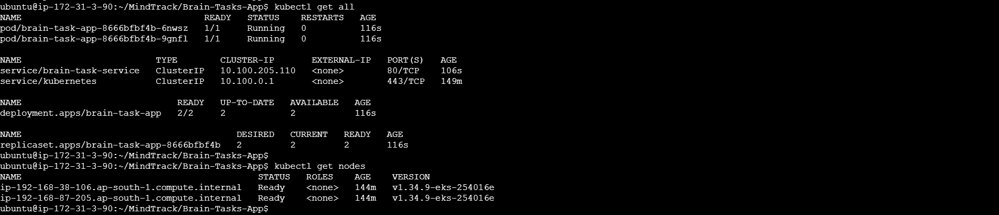 ubuntu@ip-172-31-3-90:~/MindTrack/Brain-Tasks-App$ kubectl get all
NAME                                  READY   STATUS    RESTARTS   AGE
pod/brain-task-app-8666bfbf4b-6nwsz   1/1     Running   0          116s
pod/brain-task-app-8666bfbf4b-9gnfl   1/1     Running   0          116s

NAME                         TYPE        CLUSTER-IP       EXTERNAL-IP   PORT(S)   AGE
service/brain-task-service   ClusterIP   10.100.205.110   <none>        80/TCP    106s
service/kubernetes           ClusterIP   10.100.0.1       <none>        443/TCP   149m

NAME                             READY   UP-TO-DATE   AVAILABLE   AGE
deployment.apps/brain-task-app   2/2     2            2           116s

NAME                                        DESIRED   CURRENT   READY   AGE
replicaset.apps/brain-task-app-8666bfbf4b   2         2         2       116s
ubuntu@ip-172-31-3-90:~/MindTrack/Brain-Tasks-App$
ubuntu@ip-172-31-3-90:~/MindTrack/Brain-Tasks-App$ kubectl get nodes
NAME                                            STATUS   ROLES    AGE    VERSION
ip-192-168-38-106.ap-south-1.compute.internal   Ready    <none>   144m   v1.34.9-eks-254016e
ip-192-168-87-205.ap-south-1.compute.internal   Ready    <none>   144m   v1.34.9-eks-254016e
ubuntu@ip-172-31-3-90:~/MindTrack/Brain-Tasks-App$